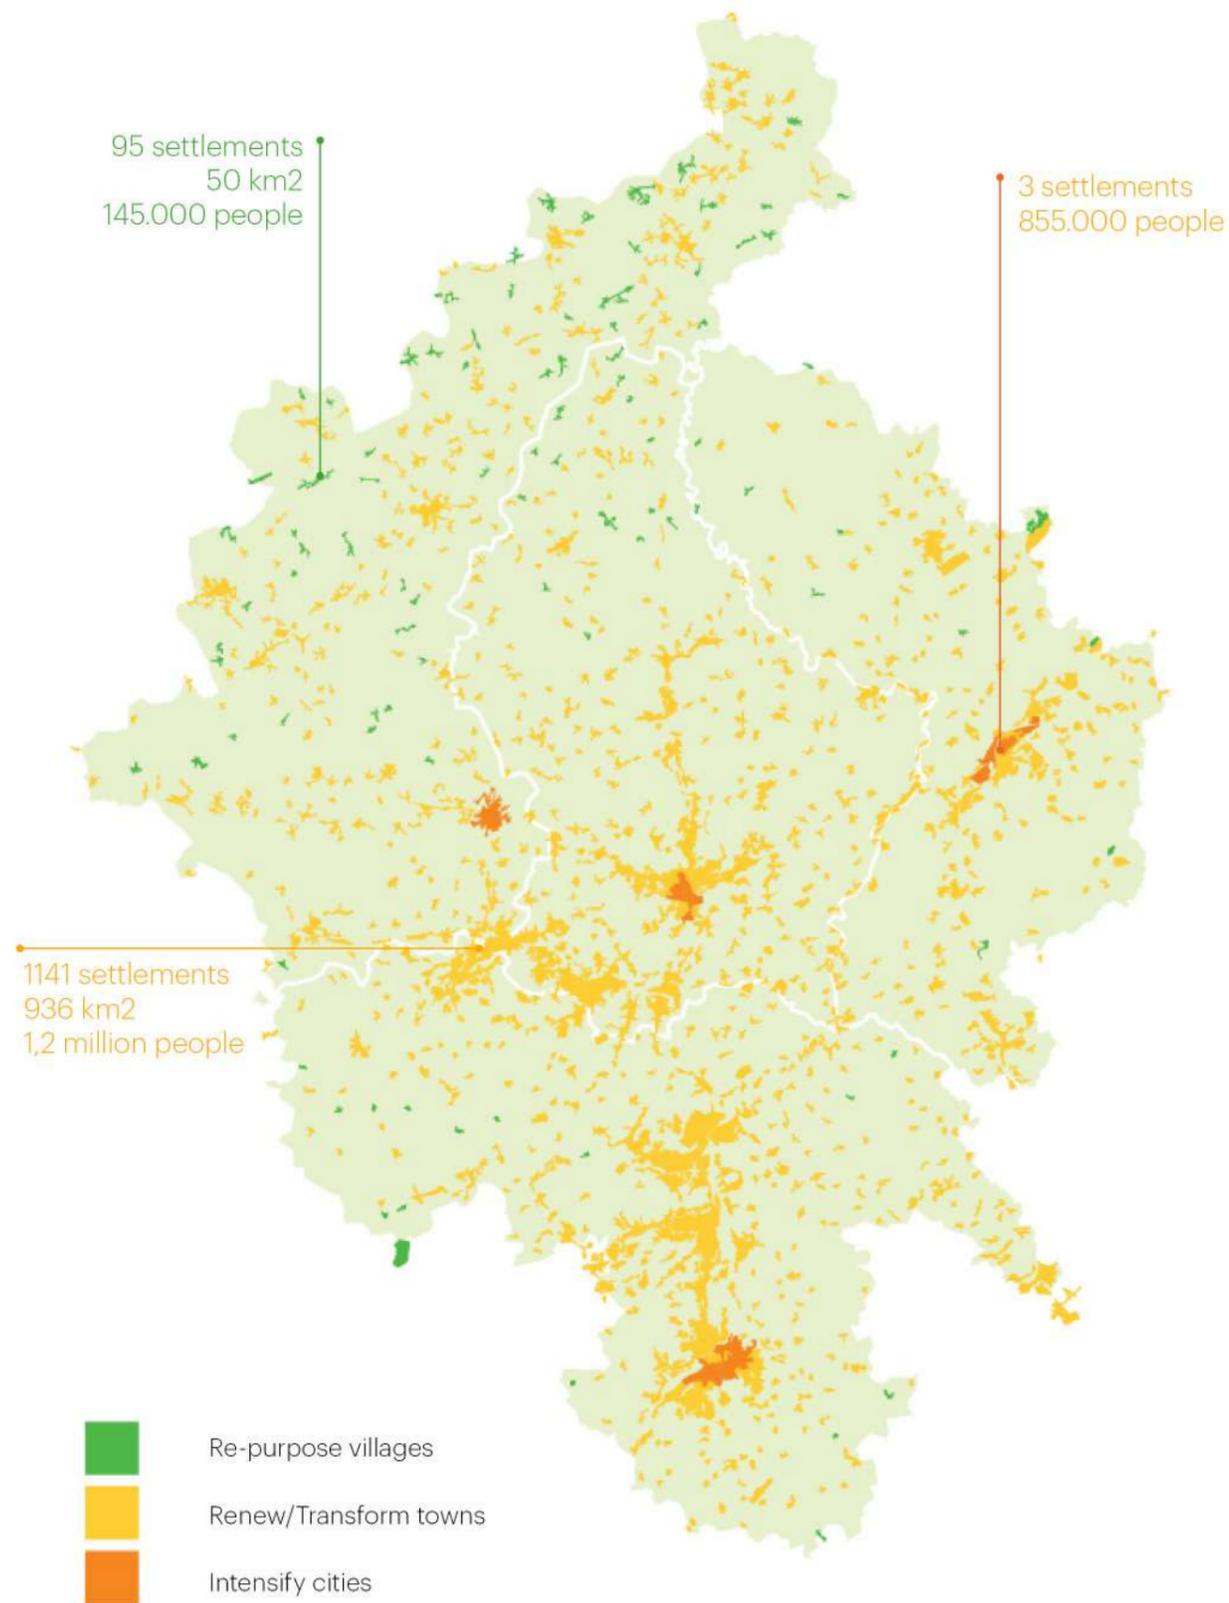 95 settlements
50 km2
145.000 people
3 settlements
855.000 people
1141 settlements
936 km2
1,2 million people
Re-purpose villages
Renew/Transform towns
Intensify cities